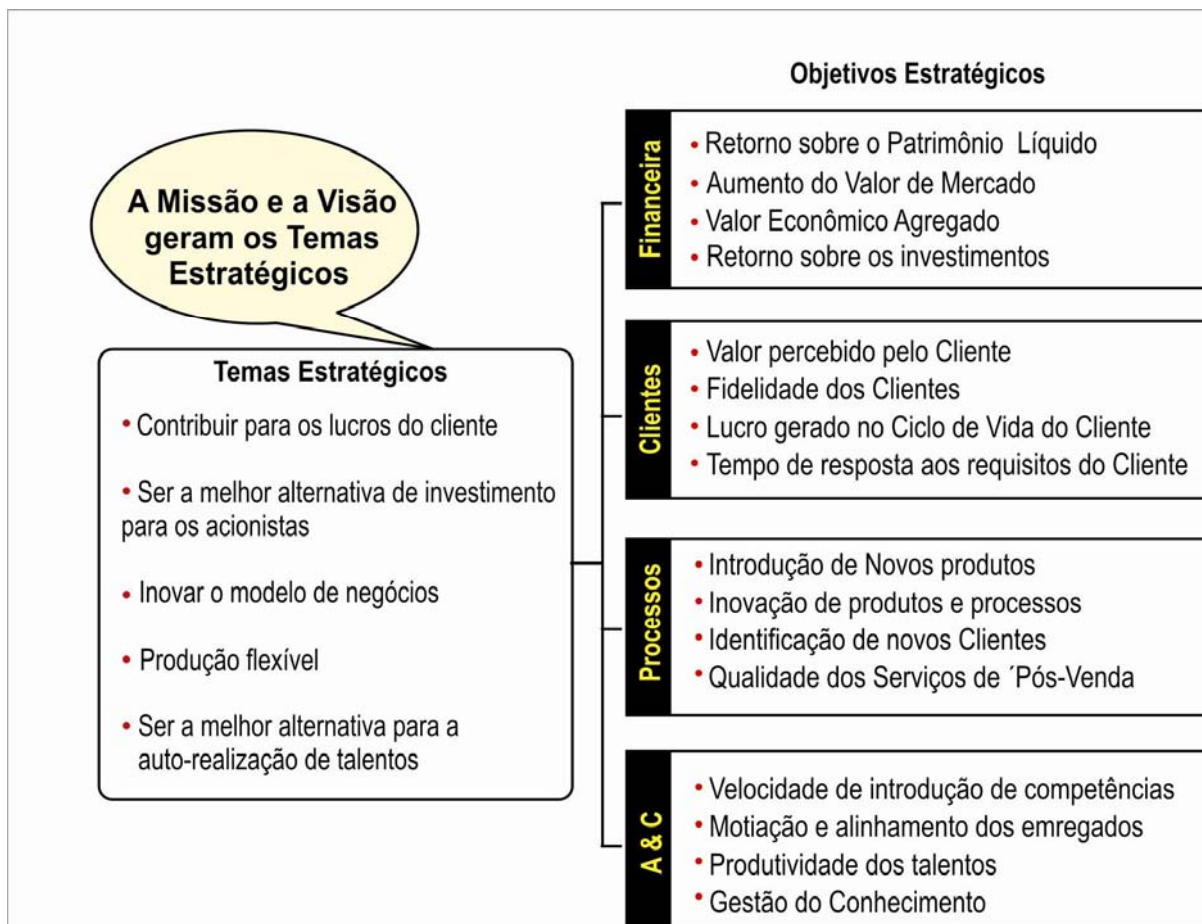 A Missão e a Visão
geram os Temas
Estratégicos
Temas Estratégicos
• Contribuir para os lucros do cliente
• Ser a melhor alternativa de investimento
para os acionistas
• Inovar o modelo de negócios
• Produção flexível
• Ser a melhor alternativa para a
auto-realização de talentos
Objetivos Estratégicos
Financeira
• Retorno sobre o Patrimônio Líquido
• Aumento do Valor de Mercado
• Valor Econômico Agregado
• Retorno sobre os investimentos
Clientes
• Valor percebido pelo Cliente
• Fidelidade dos Clientes
• Lucro gerado no Ciclo de Vida do Cliente
• Tempo de resposta aos requisitos do Cliente
Processos
• Introdução de Novos produtos
• Inovação de produtos e processos
• Identificação de novos Clientes
• Qualidade dos Serviços de ´Pós-Venda
A & C
• Velocidade de introdução de competências
• Motiação e alinhamento dos emregados
• Produtividade dos talentos
• Gestão do Conhecimento